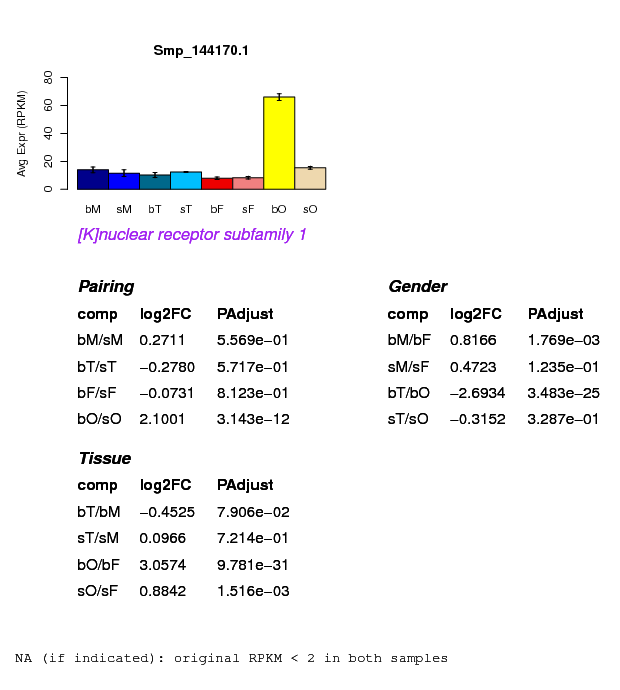 Smp_144170.1
Avg Expr (RPKM)
0 20 40 60 80
bM sM bT sT bF sF bO sO
[K]nuclear receptor subfamily 1
Pairing
comp log2FC PAdjust
bM/sM 0.2711 5.569e−01
bT/sT −0.2780 5.717e−01
bF/sF −0.0731 8.123e−01
bO/sO 2.1001 3.143e−12
Gender
comp log2FC PAdjust
bM/bF 0.8166 1.769e−03
sM/sF 0.4723 1.235e−01
bT/bO −2.6934 3.483e−25
sT/sO −0.3152 3.287e−01
Tissue
comp log2FC PAdjust
bT/bM −0.4525 7.906e−02
sT/sM 0.0966 7.214e−01
bO/bF 3.0574 9.781e−31
sO/sF 0.8842 1.516e−03
NA (if indicated): original RPKM < 2 in both samples